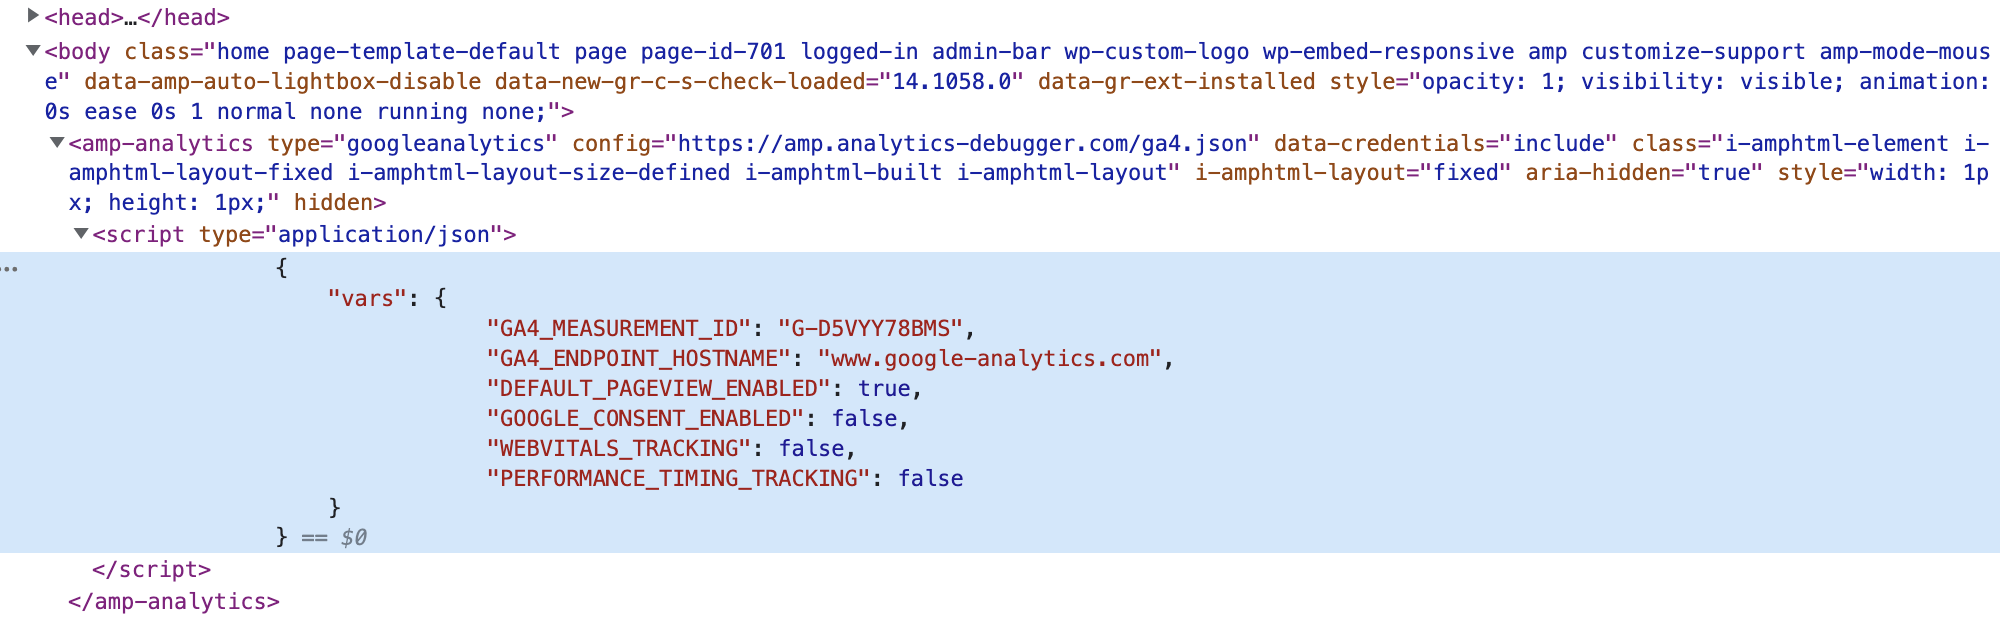 <head>…</head>
<body class="home page-template-default page page-id-701 logged-in admin-bar wp-custom-logo wp-embed-responsive amp customize-support amp-mode-mous
e" data-amp-auto-lightbox-disable data-new-gr-c-s-check-loaded="14.1058.0" data-gr-ext-installed style="opacity: 1; visibility: visible; animation:
0s ease 0s 1 normal none running none;">
<amp-analytics type="googleanalytics" config="https://amp.analytics-debugger.com/ga4.json" data-credentials="include" class="i-amphtml-element i-
amphtml-layout-fixed i-amphtml-layout-size-defined i-amphtml-built i-amphtml-layout" i-amphtml-layout="fixed" aria-hidden="true" style="width: 1p
x; height: 1px;" hidden>
<script type="application/json">
{
"vars": {
"GA4_MEASUREMENT_ID": "G-D5VYY78BMS",
"GA4_ENDPOINT_HOSTNAME": "www.google-analytics.com",
"DEFAULT_PAGEVIEW_ENABLED": true,
"GOOGLE_CONSENT_ENABLED": false,
"WEBVITALS_TRACKING": false,
"PERFORMANCE_TIMING_TRACKING": false
}
} == $0
</script>
</amp-analytics>